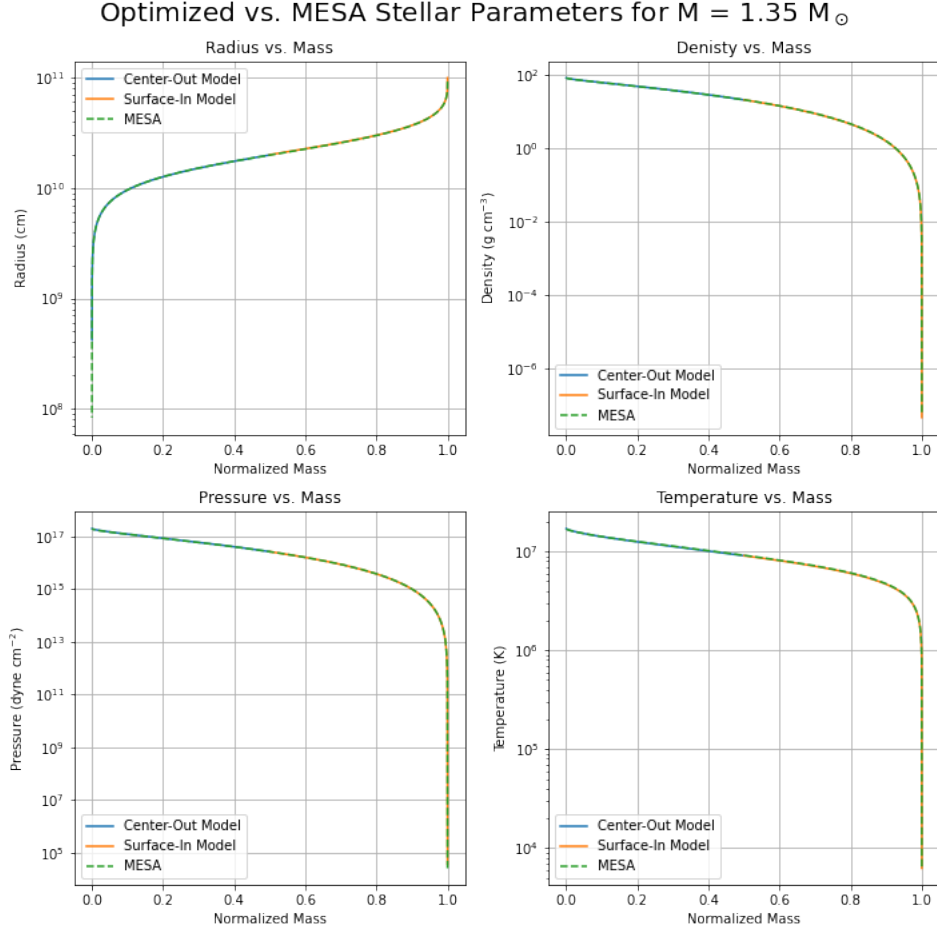 Optimized vs. MESA Stellar Parameters for M = 1.35 M⊙
Radius vs. Mass
Radius (cm)
10¹¹
10¹⁰
10⁹
10⁸
Center-Out Model
Surface-In Model
MESA
0.0 0.2 0.4 0.6 0.8 1.0
Normalized Mass
Denisty vs. Mass
Density (g cm⁻³)
10²
10⁰
10⁻²
10⁻⁴
10⁻⁶
Center-Out Model
Surface-In Model
MESA
0.0 0.2 0.4 0.6 0.8 1.0
Normalized Mass
Pressure vs. Mass
Pressure (dyne cm⁻²)
10¹⁷
10¹⁵
10¹³
10¹¹
10⁹
10⁷
10⁵
Center-Out Model
Surface-In Model
MESA
0.0 0.2 0.4 0.6 0.8 1.0
Normalized Mass
Temperature vs. Mass
Temperature (K)
10⁷
10⁶
10⁵
10⁴
Center-Out Model
Surface-In Model
MESA
0.0 0.2 0.4 0.6 0.8 1.0
Normalized Mass